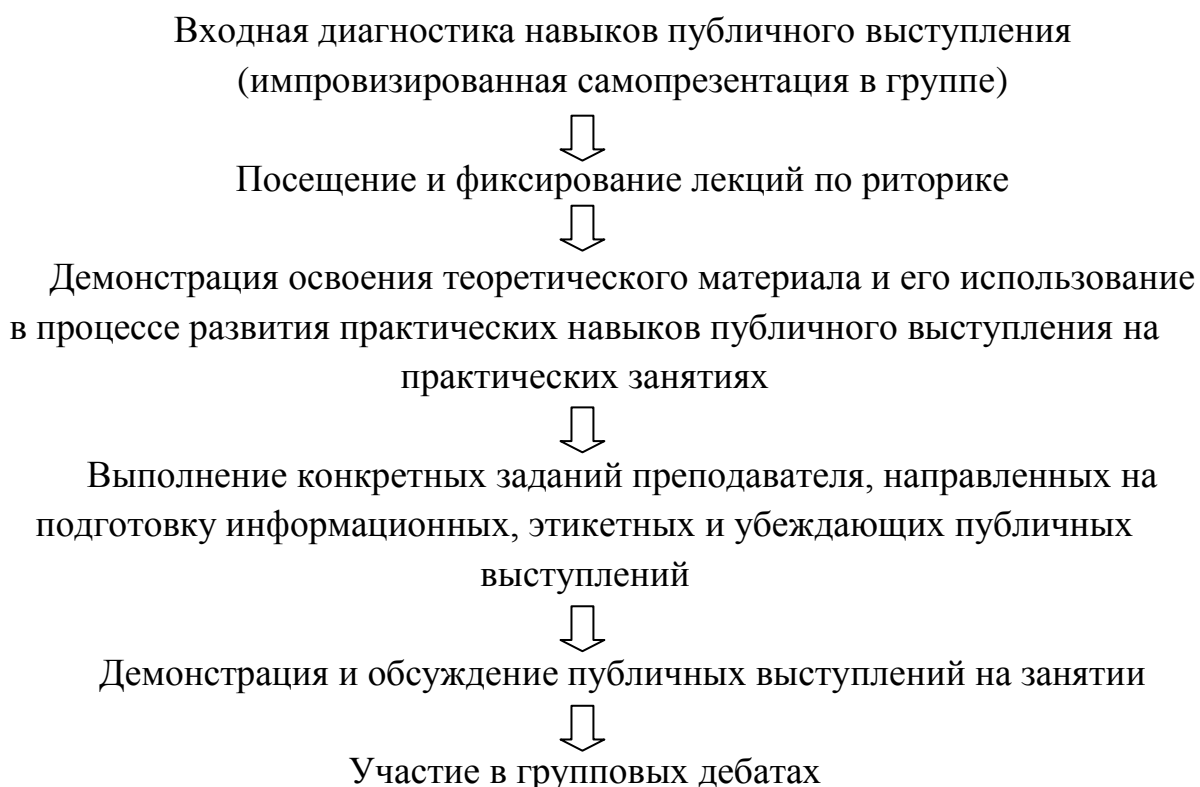 Входная диагностика навыков публичного выступления
(импровизированная самопрезентация в группе)
Посещение и фиксирование лекций по риторике
Демонстрация освоения теоретического материала и его использование
в процессе развития практических навыков публичного выступления на
практических занятиях
Выполнение конкретных заданий преподавателя, направленных на
подготовку информационных, этикетных и убеждающих публичных
выступлений
Демонстрация и обсуждение публичных выступлений на занятии
Участие в групповых дебатах